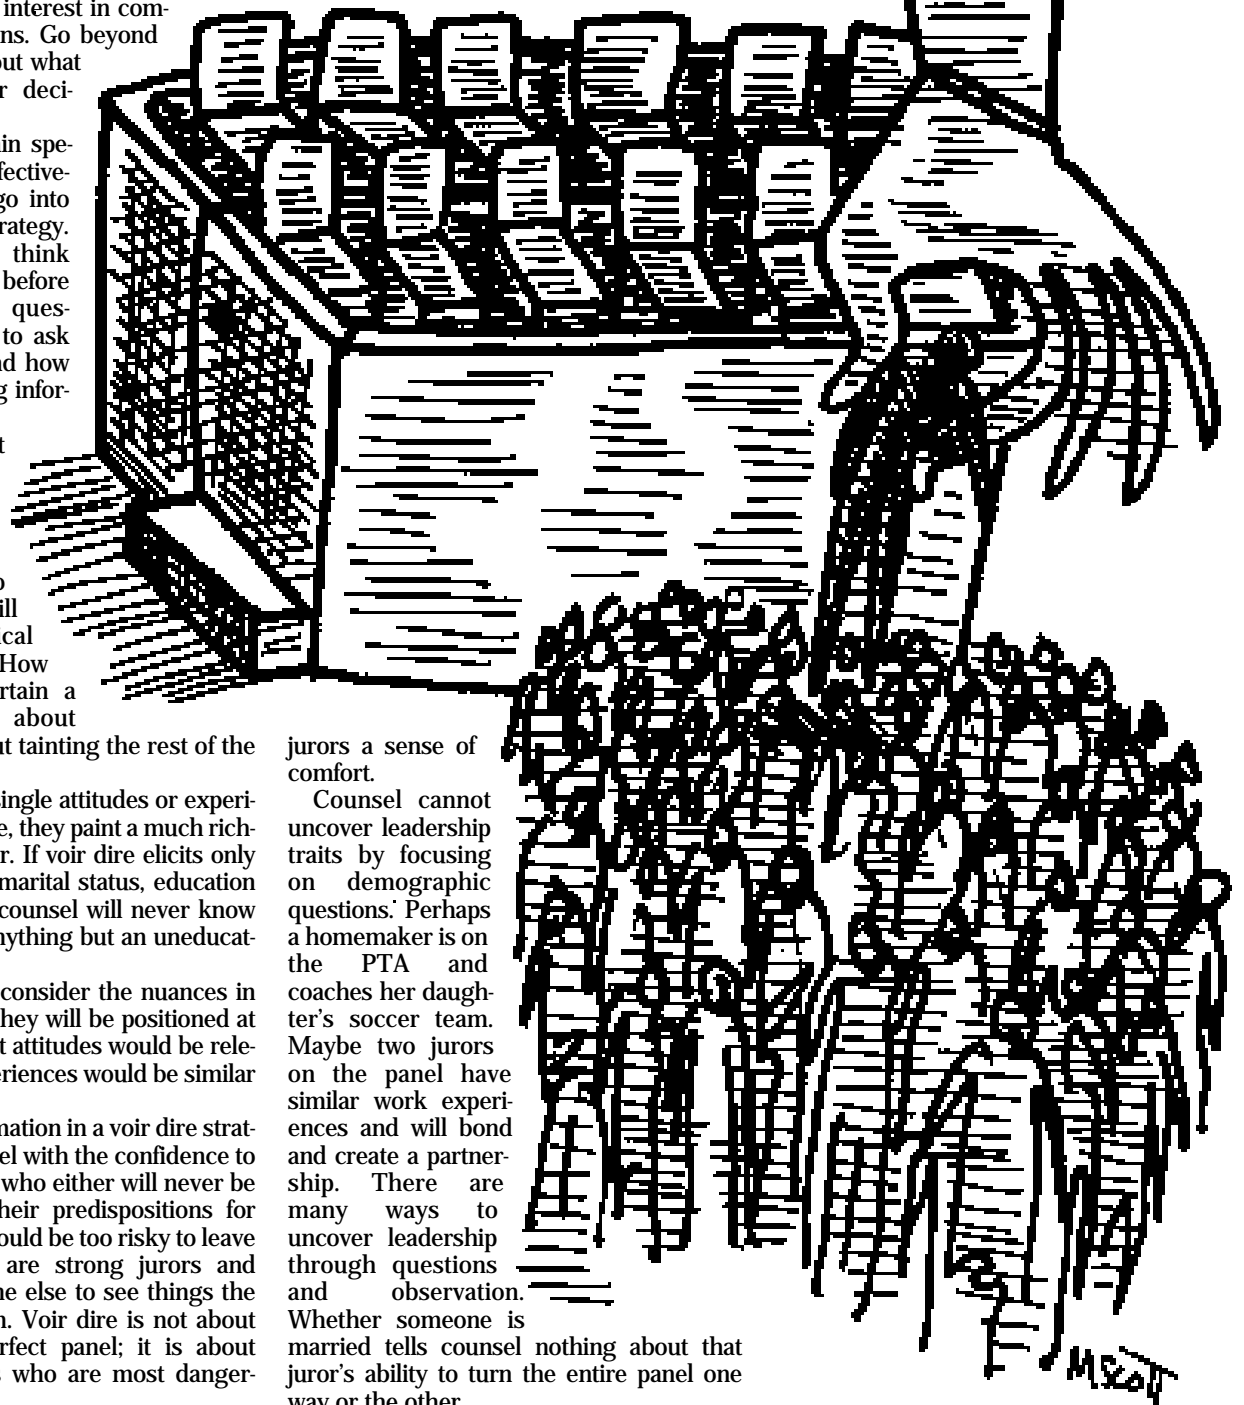 interest in com-
ns. Go beyond
out what
r deci-
in spe-
fective-
go into
rategy.
think
before
ques-
to ask
nd how
g infor-
t
o
ill
ical
How
rtain a
about
ut tainting the rest of the
single attitudes or experi-
e, they paint a much rich-
r. If voir dire elicits only
marital status, education
counsel will never know
nything but an uneducat-
consider the nuances in
hey will be positioned at
t attitudes would be rele-
eriences would be similar
mation in a voir dire strat-
el with the confidence to
who either will never be
heir predispositions for
ould be too risky to leave
are strong jurors and
ne else to see things the
n. Voir dire is not about
rfect panel; it is about
s who are most danger-
jurors a sense of
comfort.
Counsel cannot
uncover leadership
traits by focusing
on demographic
questions. Perhaps
a homemaker is on
the PTA and
coaches her daugh-
ter's soccer team.
Maybe two jurors
on the panel have
similar work experi-
ences and will bond
and create a partner-
ship. There are
many ways to
uncover leadership
through questions
and observation.
Whether someone is
married tells counsel nothing about that
juror's ability to turn the entire panel one
way or the other.